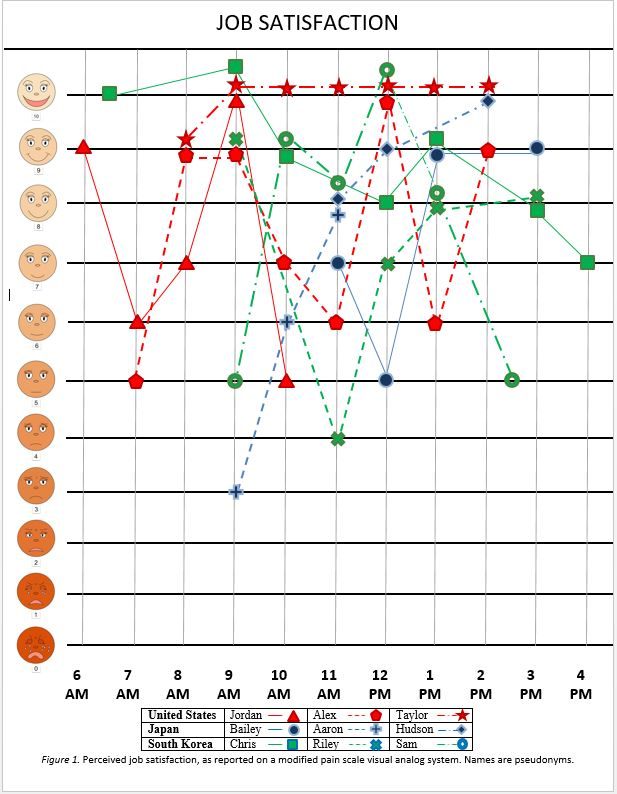 JOB SATISFACTION
10
9
8
7
6
5
4
3
2
1
0
6 7 8 9 10 11 12 1 2 3 4
AM AM AM AM AM AM PM PM PM PM PM
United States Jordan Alex Taylor
Japan Bailey Aaron Hudson
South Korea Chris Riley Sam
Figure 1. Perceived job satisfaction, as reported on a modified pain scale visual analog system. Names are pseudonyms.